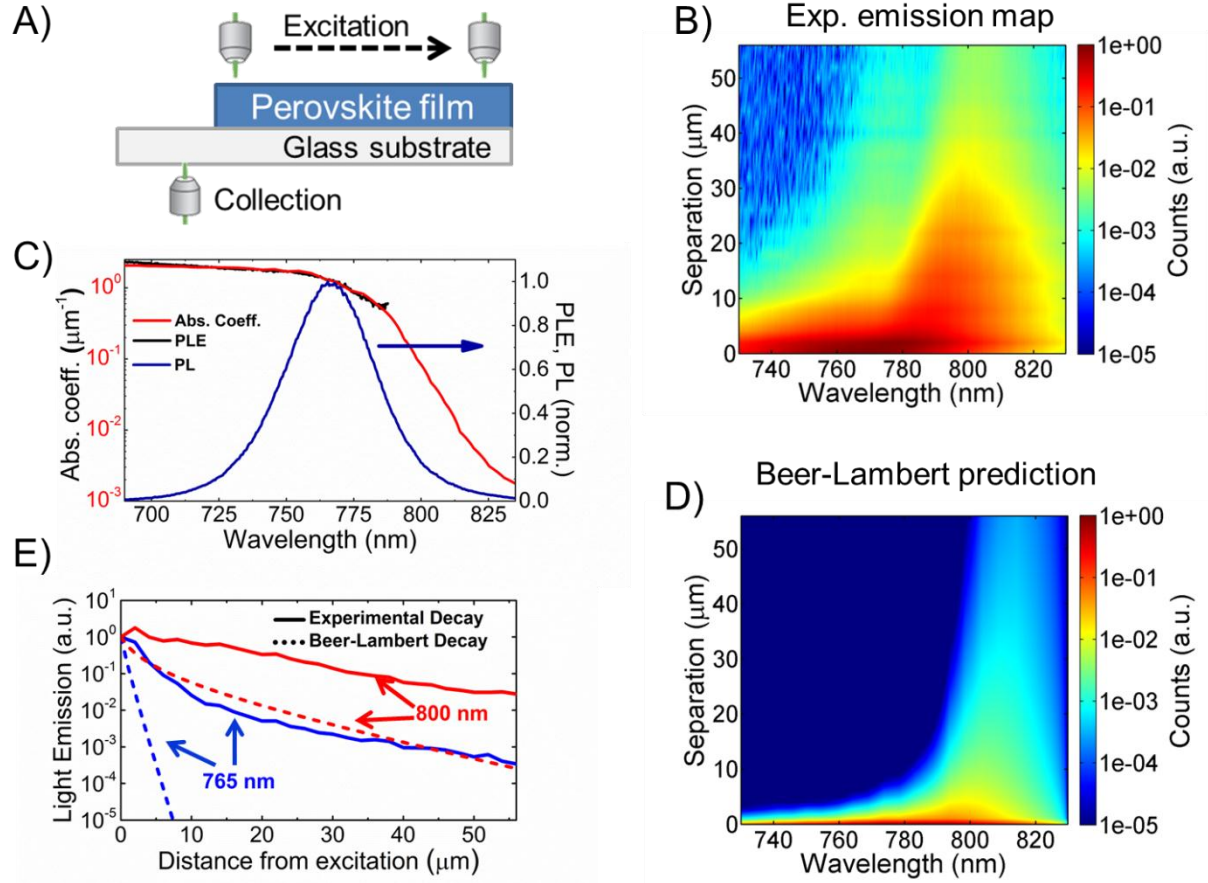 A)
Excitation
Perovskite film
Glass substrate
Collection
B)
Exp. emission map
50
40
30
20
10
0
Separation (μm)
740 760 780 800 820
Wavelength (nm)
1e+00
1e-01
1e-02
1e-03
1e-04
1e-05
Counts (a.u.)
C)
10⁰
10⁻¹
10⁻²
10⁻³
Abs. coeff. (μm⁻¹)
Abs. Coeff.
PLE
PL
1.0
0.8
0.6
0.4
0.2
0.0
PLE, PL (norm.)
700 725 750 775 800 825
Wavelength (nm)
D)
Beer-Lambert prediction
50
40
30
20
10
0
Separation (μm)
740 760 780 800 820
Wavelength (nm)
1e+00
1e-01
1e-02
1e-03
1e-04
1e-05
Counts (a.u.)
E)
10¹
10⁰
10⁻¹
10⁻²
10⁻³
10⁻⁴
10⁻⁵
Light Emission (a.u.)
Experimental Decay
Beer-Lambert Decay
800 nm
765 nm
0 10 20 30 40 50
Distance from excitation (μm)